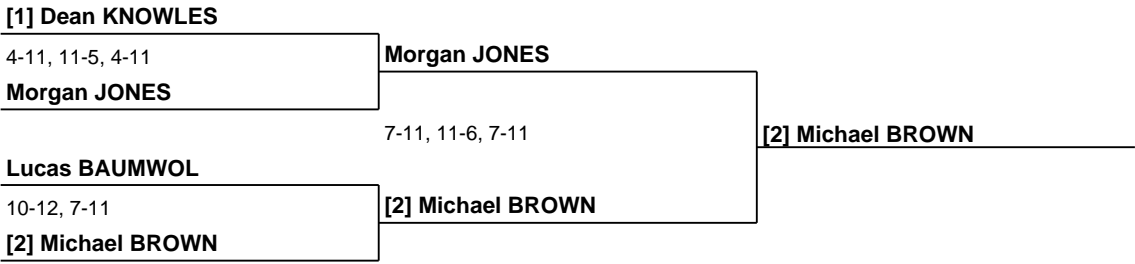 [1] Dean KNOWLES
4-11, 11-5, 4-11
Morgan JONES
Morgan JONES
7-11, 11-6, 7-11
[2] Michael BROWN
Lucas BAUMWOL
10-12, 7-11
[2] Michael BROWN
[2] Michael BROWN